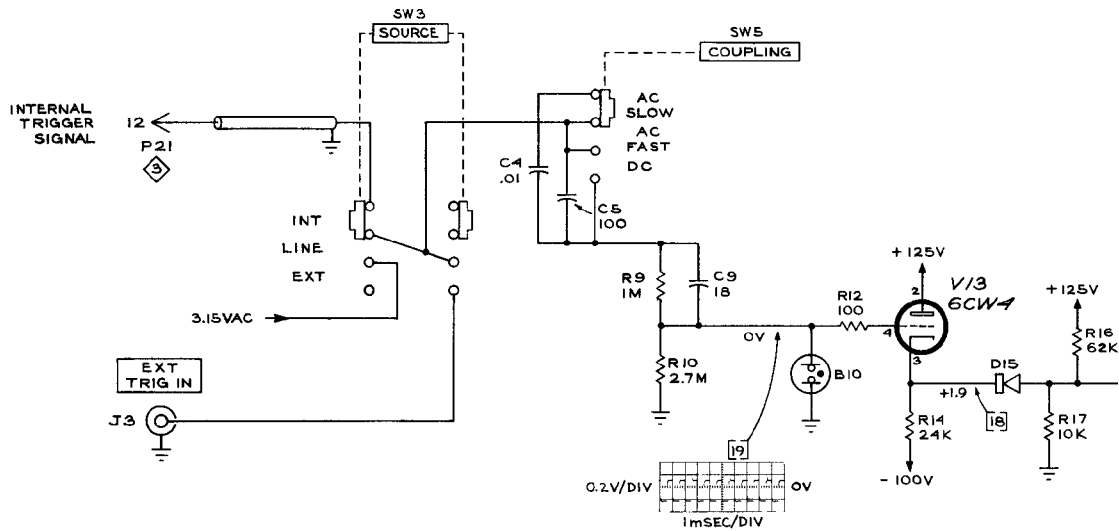 SW3
SOURCE
SW5
COUPLING
INTERNAL
TRIGGER
SIGNAL
12
P21
3
AC
SLOW
AC
FAST
DC
C4
.01
C5
100
INT
LINE
EXT
3.15VAC
R9
1M
C9
18
R10
2.7M
0V
B10
R12
100
+125V
V13
6CW4
2
4
3
+125V
R16
62K
D15
+1.9
18
R14
24K
-100V
R17
10K
EXT
TRIG IN
J3
19
0.2V/DIV
0V
1mSEC/DIV